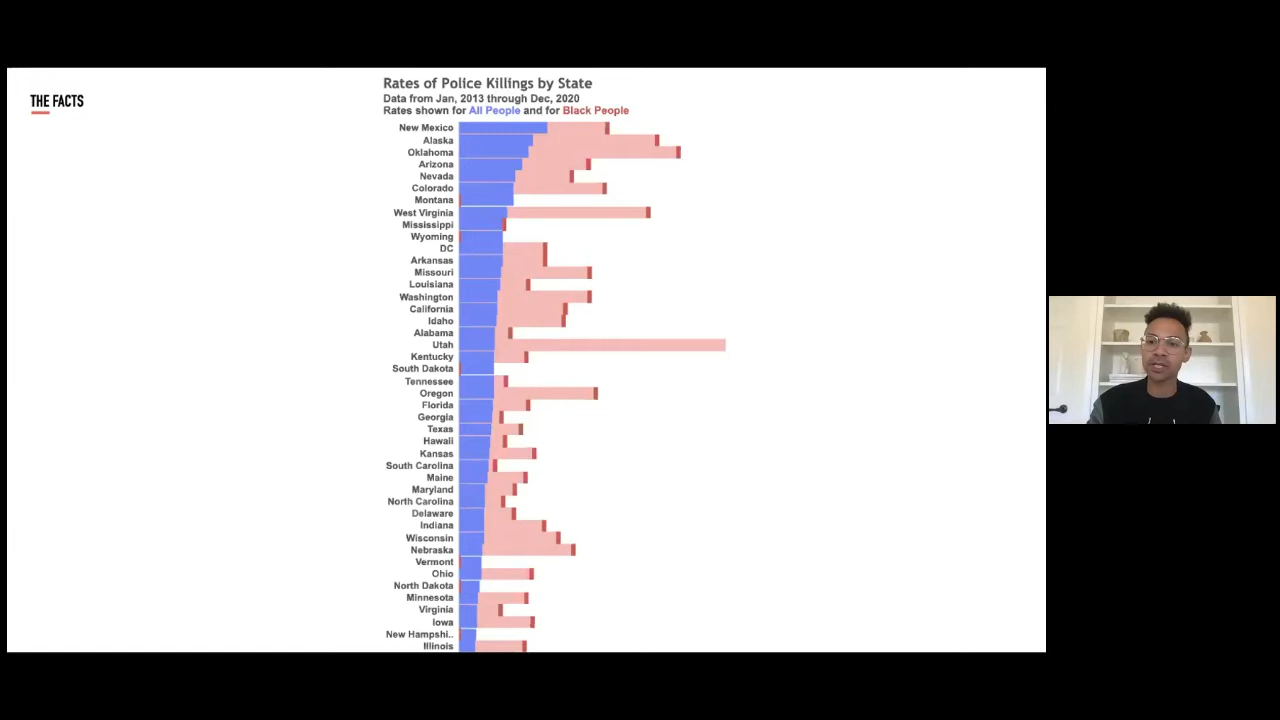 THE FACTS
Rates of Police Killings by State
Data from Jan, 2013 through Dec, 2020
Rates shown for All People and for Black People
New Mexico
Alaska
Oklahoma
Arizona
Nevada
Colorado
Montana
West Virginia
Mississippi
Wyoming
DC
Arkansas
Missouri
Louisiana
Washington
California
Idaho
Alabama
Utah
Kentucky
South Dakota
Tennessee
Oregon
Florida
Georgia
Texas
Hawaii
Kansas
South Carolina
Maine
Maryland
North Carolina
Delaware
Indiana
Wisconsin
Nebraska
Vermont
Ohio
North Dakota
Minnesota
Virginia
Iowa
New Hampshi..
Illinois